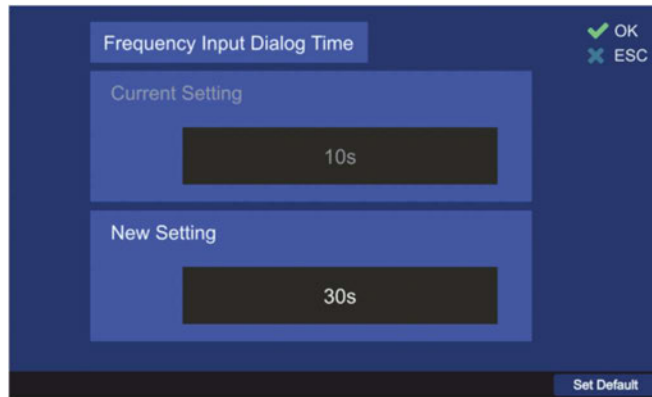 Frequency Input Dialog Time
OK
ESC
Current Setting
10s
New Setting
30s
Set Default